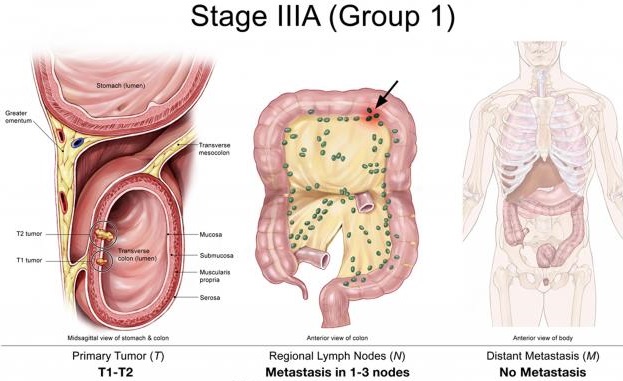 Stage IIIA (Group 1)
Stomach (lumen)
Greater
omentum
Transverse
mesocolon
T2 tumor
T1 tumor
Transverse
colon (lumen)
Mucosa
Submucosa
Muscularis
propria
Serosa
Midsagittal view of stomach & colon
Anterior view of colon
Anterior view of body
Primary Tumor (T)
T1-T2
Regional Lymph Nodes (N)
Metastasis in 1-3 nodes
Distant Metastasis (M)
No Metastasis